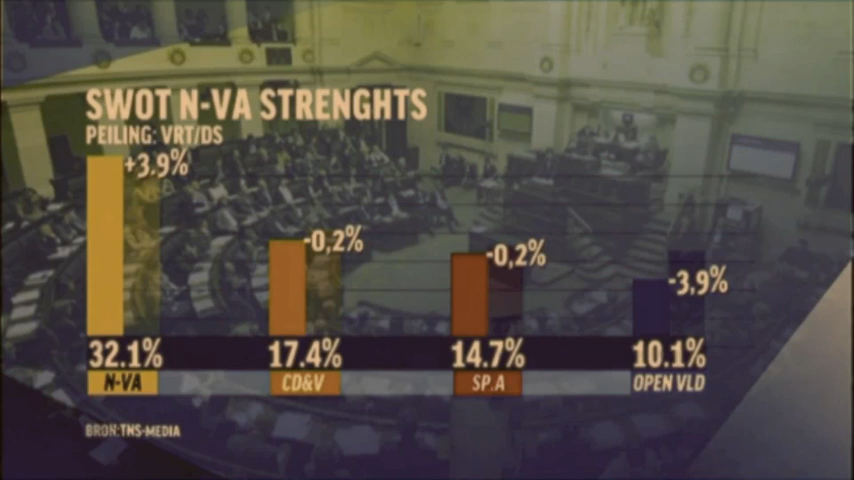 SWOT N-VA STRENGHTS
PEILING: VRT/DS
+3.9%
-0,2%
-0,2%
-3,9%
32.1% 17.4% 14.7% 10.1%
N-VA CD&V SP.A OPEN VLD
BRON:TNS-MEDIA